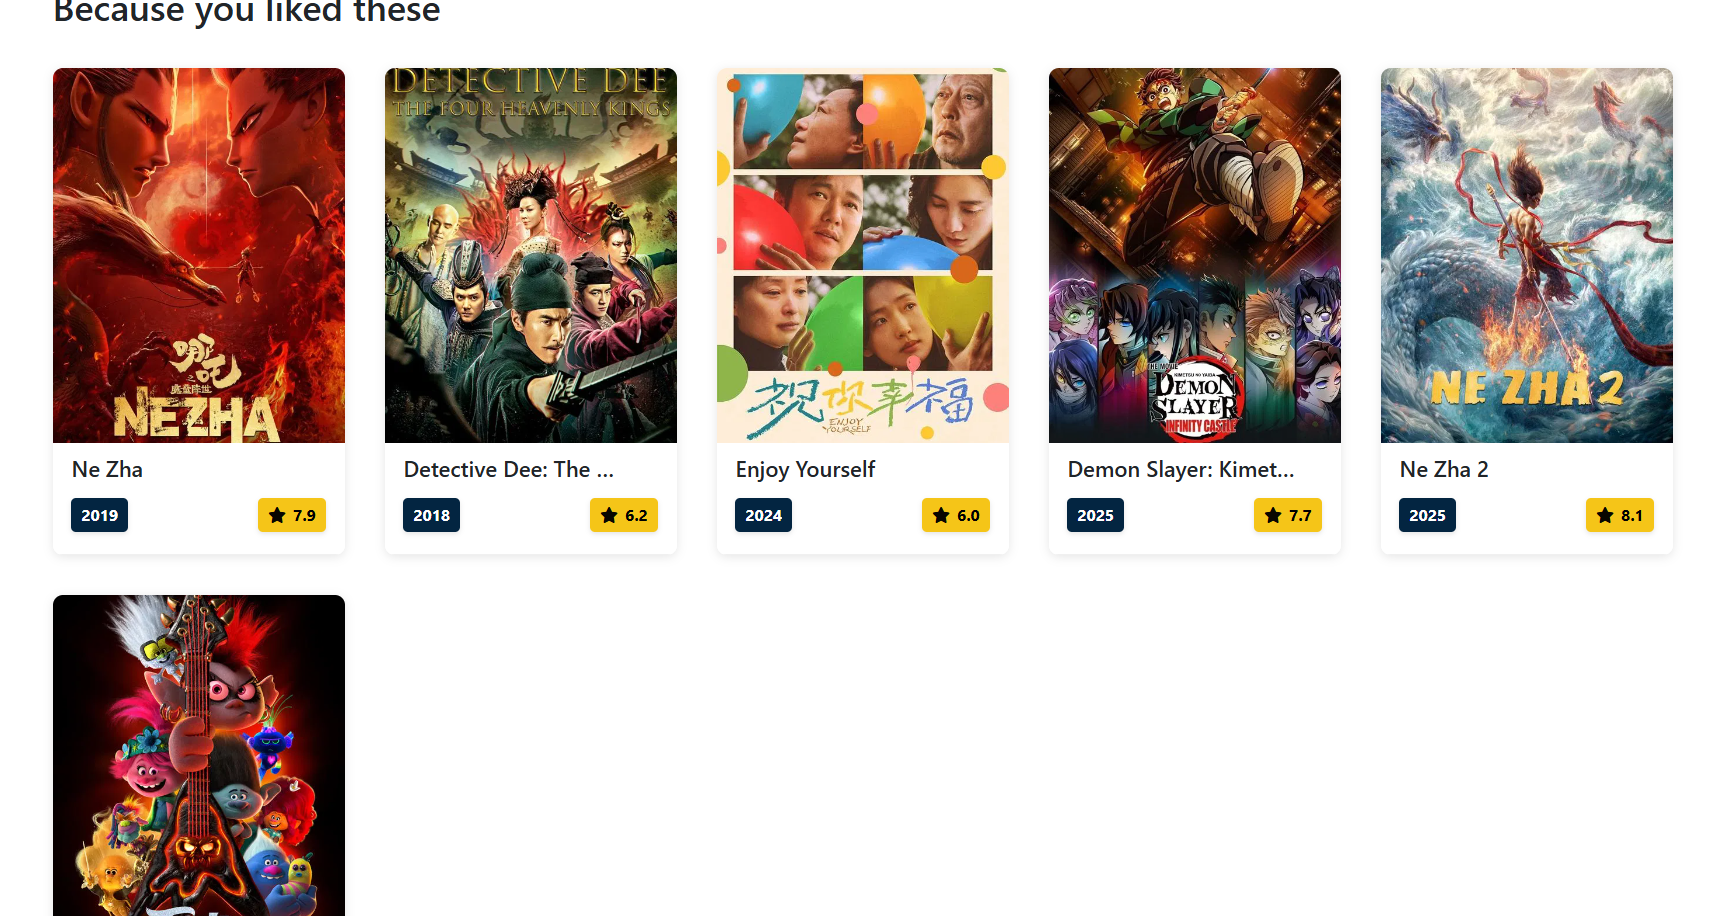 Because you liked these
哪吒
之
魔童降世
NEZHA
Ne Zha
2019
7.9
DETECTIVE DEE
THE FOUR HEAVENLY KINGS
Detective Dee: The ...
2018
6.2
祝你幸福
ENJOY
YOURSELF
Enjoy Yourself
2024
6.0
THE MOVIE
KIMETSU NO YAIBA
DEMON
SLAYER
INFINITY CASTLE
Demon Slayer: Kimet...
2025
7.7
NE ZHA 2
Ne Zha 2
2025
8.1